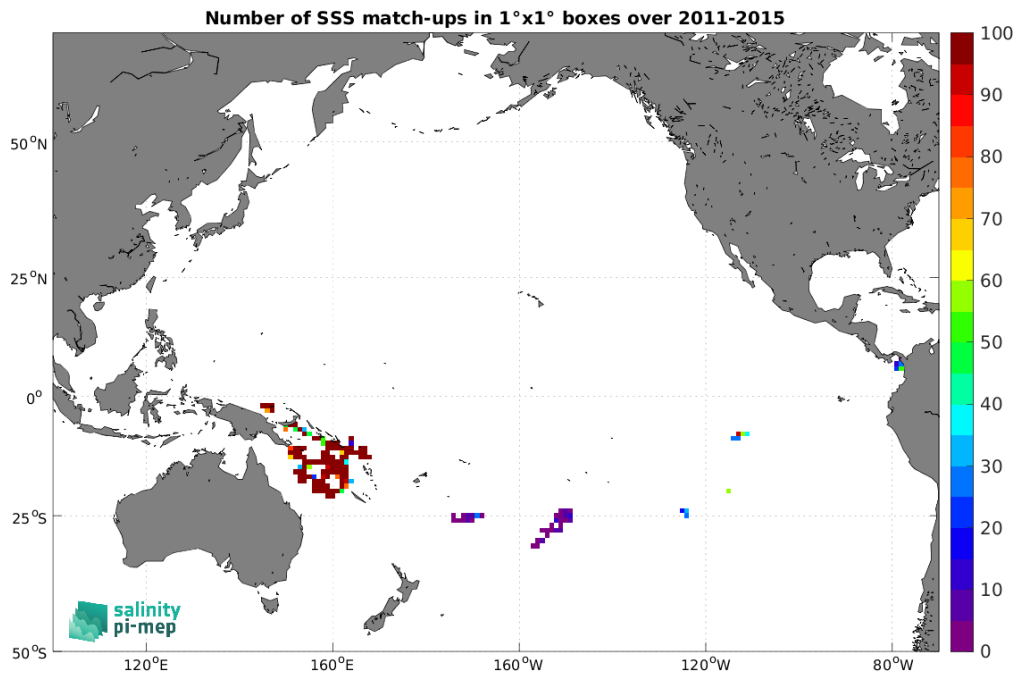 Number of SSS match-ups in 1°x1° boxes over 2011-2015
100
90
80
70
60
50
40
30
20
10
0
50°N
25°N
0°
25°S
50°S
120°E
160°E
160°W
120°W
80°W
salinity
pi-mep